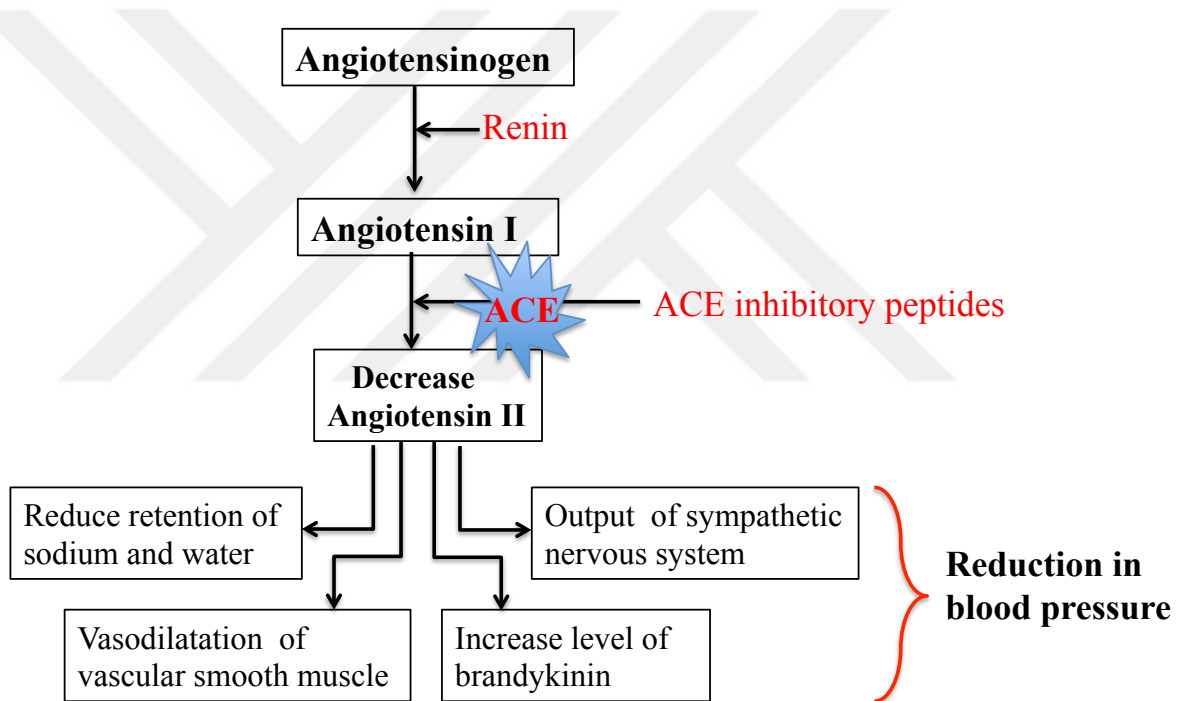 Angiotensinogen
Renin
Angiotensin I
ACE
ACE inhibitory peptides
Decrease
Angiotensin II
Reduce retention of
sodium and water
Output of sympathetic
nervous system
Vasodilatation of
vascular smooth muscle
Increase level of
brandykinin
Reduction in
blood pressure